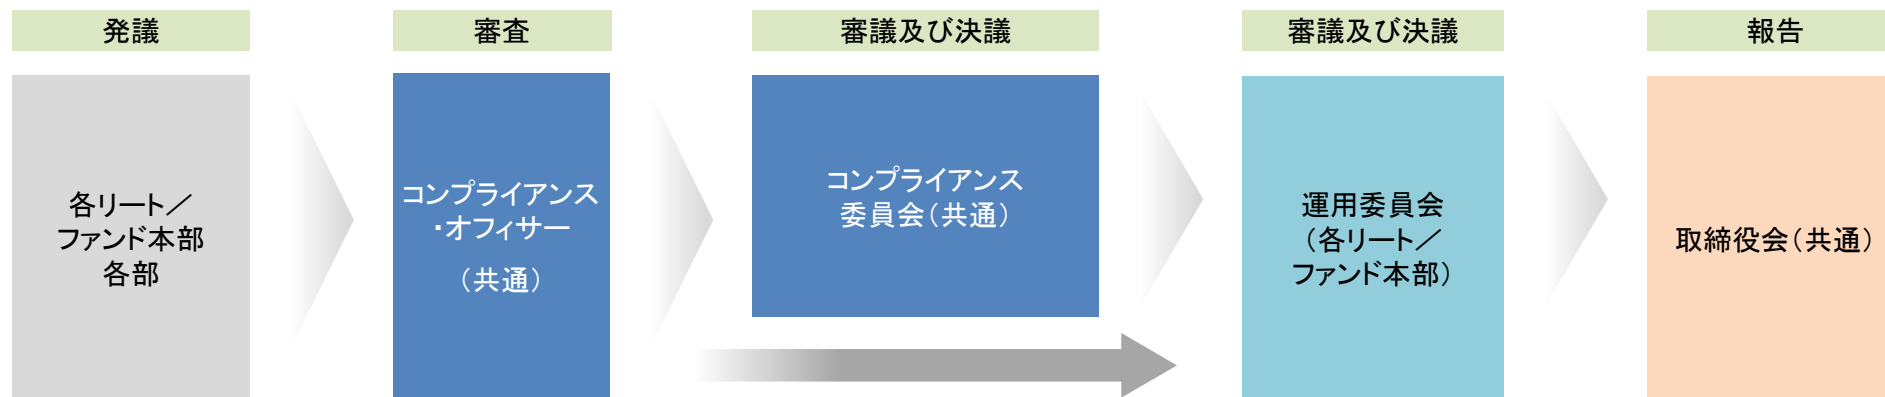 発議
審査
審議及び決議
審議及び決議
報告
各リート／
ファンド本部
各部
コンプライアンス
・オフィサー
（共通）
コンプライアンス
委員会（共通）
運用委員会
（各リート／
ファンド本部）
取締役会（共通）